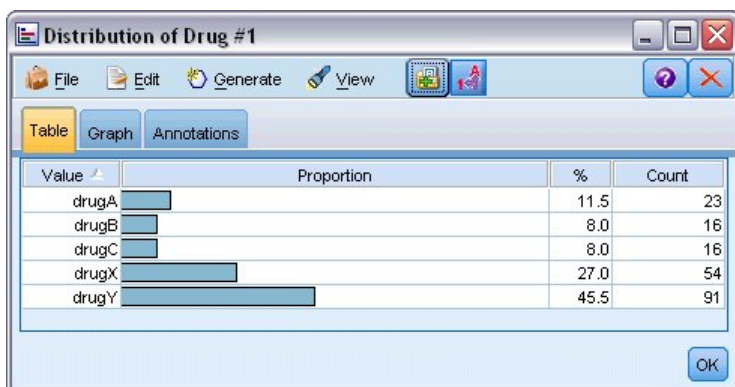 Distribution of Drug #1
File Edit Generate View
Table Graph Annotations
Value Proportion % Count
drugA 11.5 23
drugB 8.0 16
drugC 8.0 16
drugX 27.0 54
drugY 45.5 91
OK